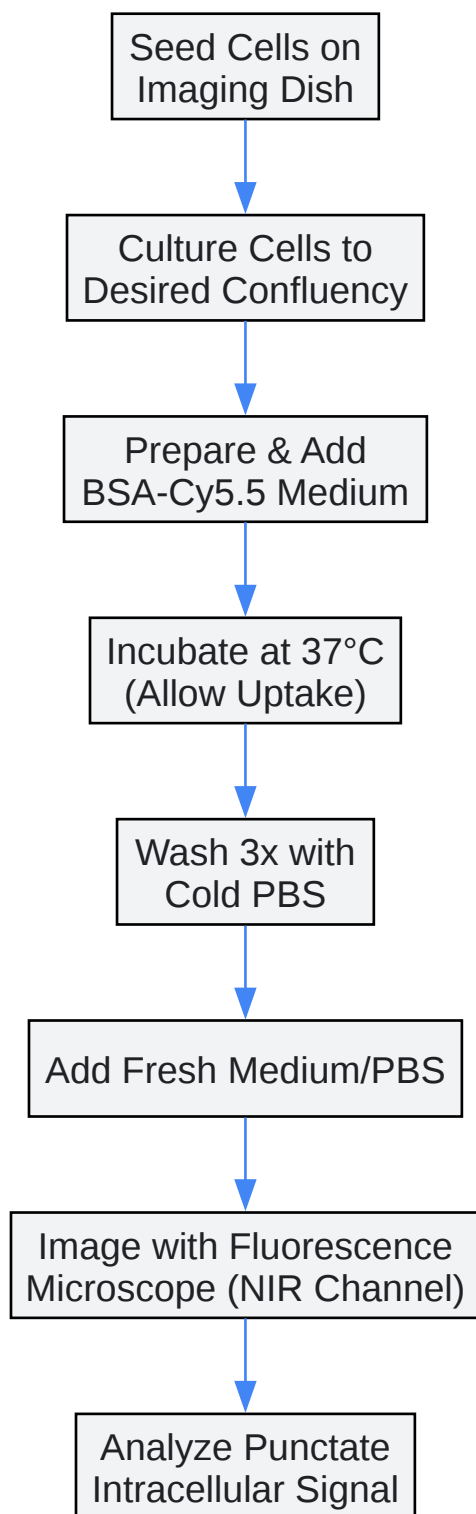 Seed Cells on
Imaging Dish
Culture Cells to
Desired Confluency
Prepare & Add
BSA-Cy5.5 Medium
Incubate at 37°C
(Allow Uptake)
Wash 3x with
Cold PBS
Add Fresh Medium/PBS
Image with Fluorescence
Microscope (NIR Channel)
Analyze Punctate
Intracellular Signal